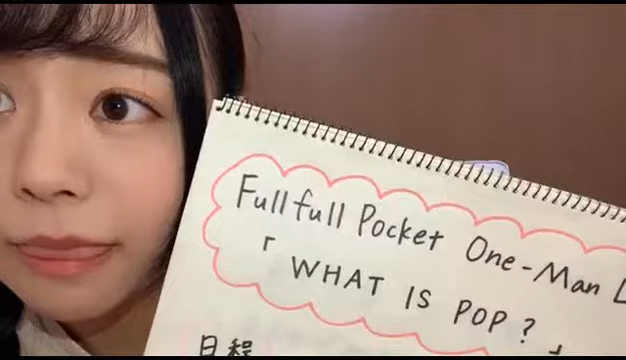 Fullfull Pocket One-Man L
「WHAT IS POP?」
日程